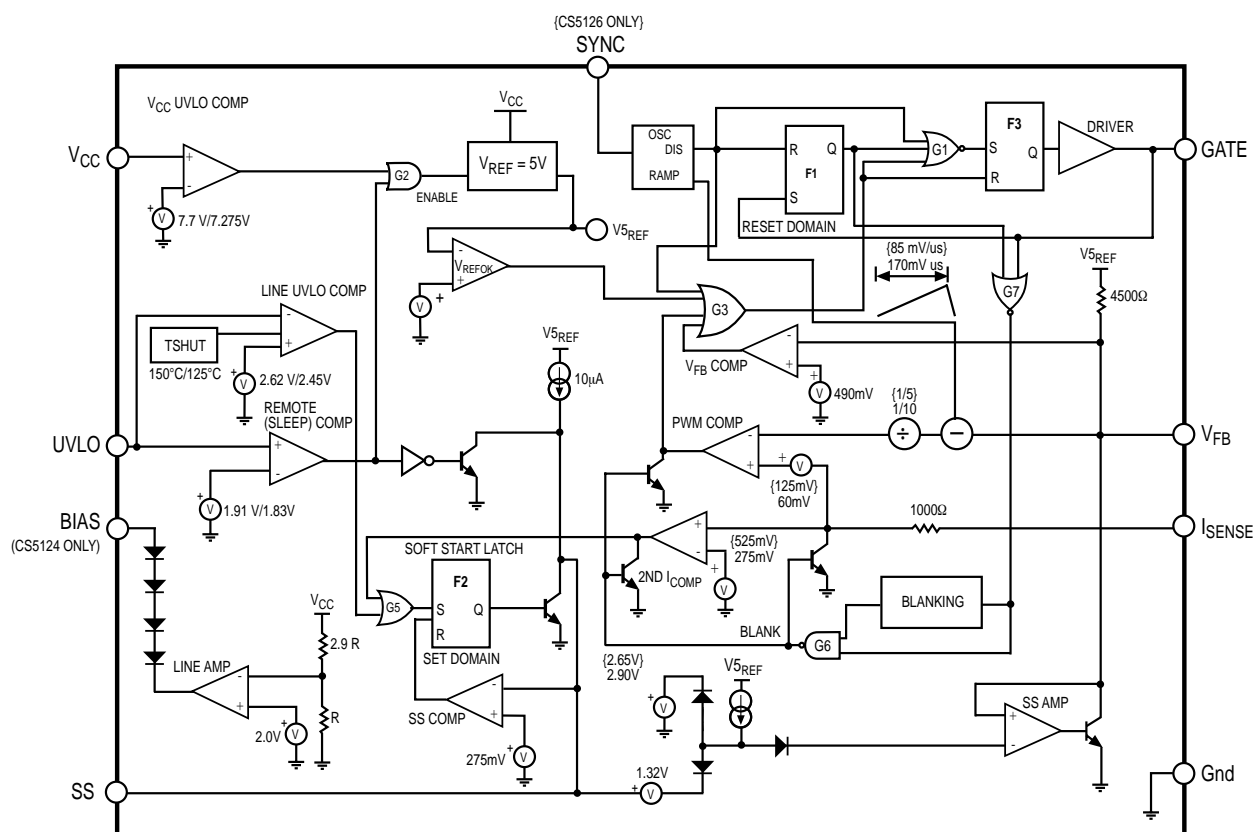 {CS5126 ONLY}
SYNC
VCC UVLO COMP
VCC
VCC
+
-
+
V
7.7 V/7.275V
G2
ENABLE
VREF = 5V
V5REF
OSC
DIS
RAMP
R
Q
F1
S
RESET DOMAIN
G1
F3
S
Q
R
DRIVER
GATE
-
VREFOK
+
+
V
LINE UVLO COMP
-
+
TSHUT
150°C/125°C
+
V
2.62 V/2.45V
REMOTE
(SLEEP) COMP
UVLO
+
-
+
V
1.91 V/1.83V
V5REF
10µA
G3
{85 mV/us}
170mV us
G7
V5REF
4500Ω
VFB COMP
-
+
+
V
490mV
PWM COMP
-
+
+
V
{125mV}
60mV
{1/5}
1/10
÷
−
VFB
BIAS
(CS5124 ONLY)
1000Ω
ISENSE
SOFT START LATCH
F2
G5
S
Q
R
SET DOMAIN
2ND ICOMP
+
-
{525mV}
275mV
+
V
BLANKING
BLANK
G6
VCC
2.9 R
R
LINE AMP
-
+
+
V
2.0V
SS COMP
-
+
+
V
275mV
{2.65V}
2.90V
+
V
V5REF
SS AMP
+
-
1.32V
+
V
SS
Gnd